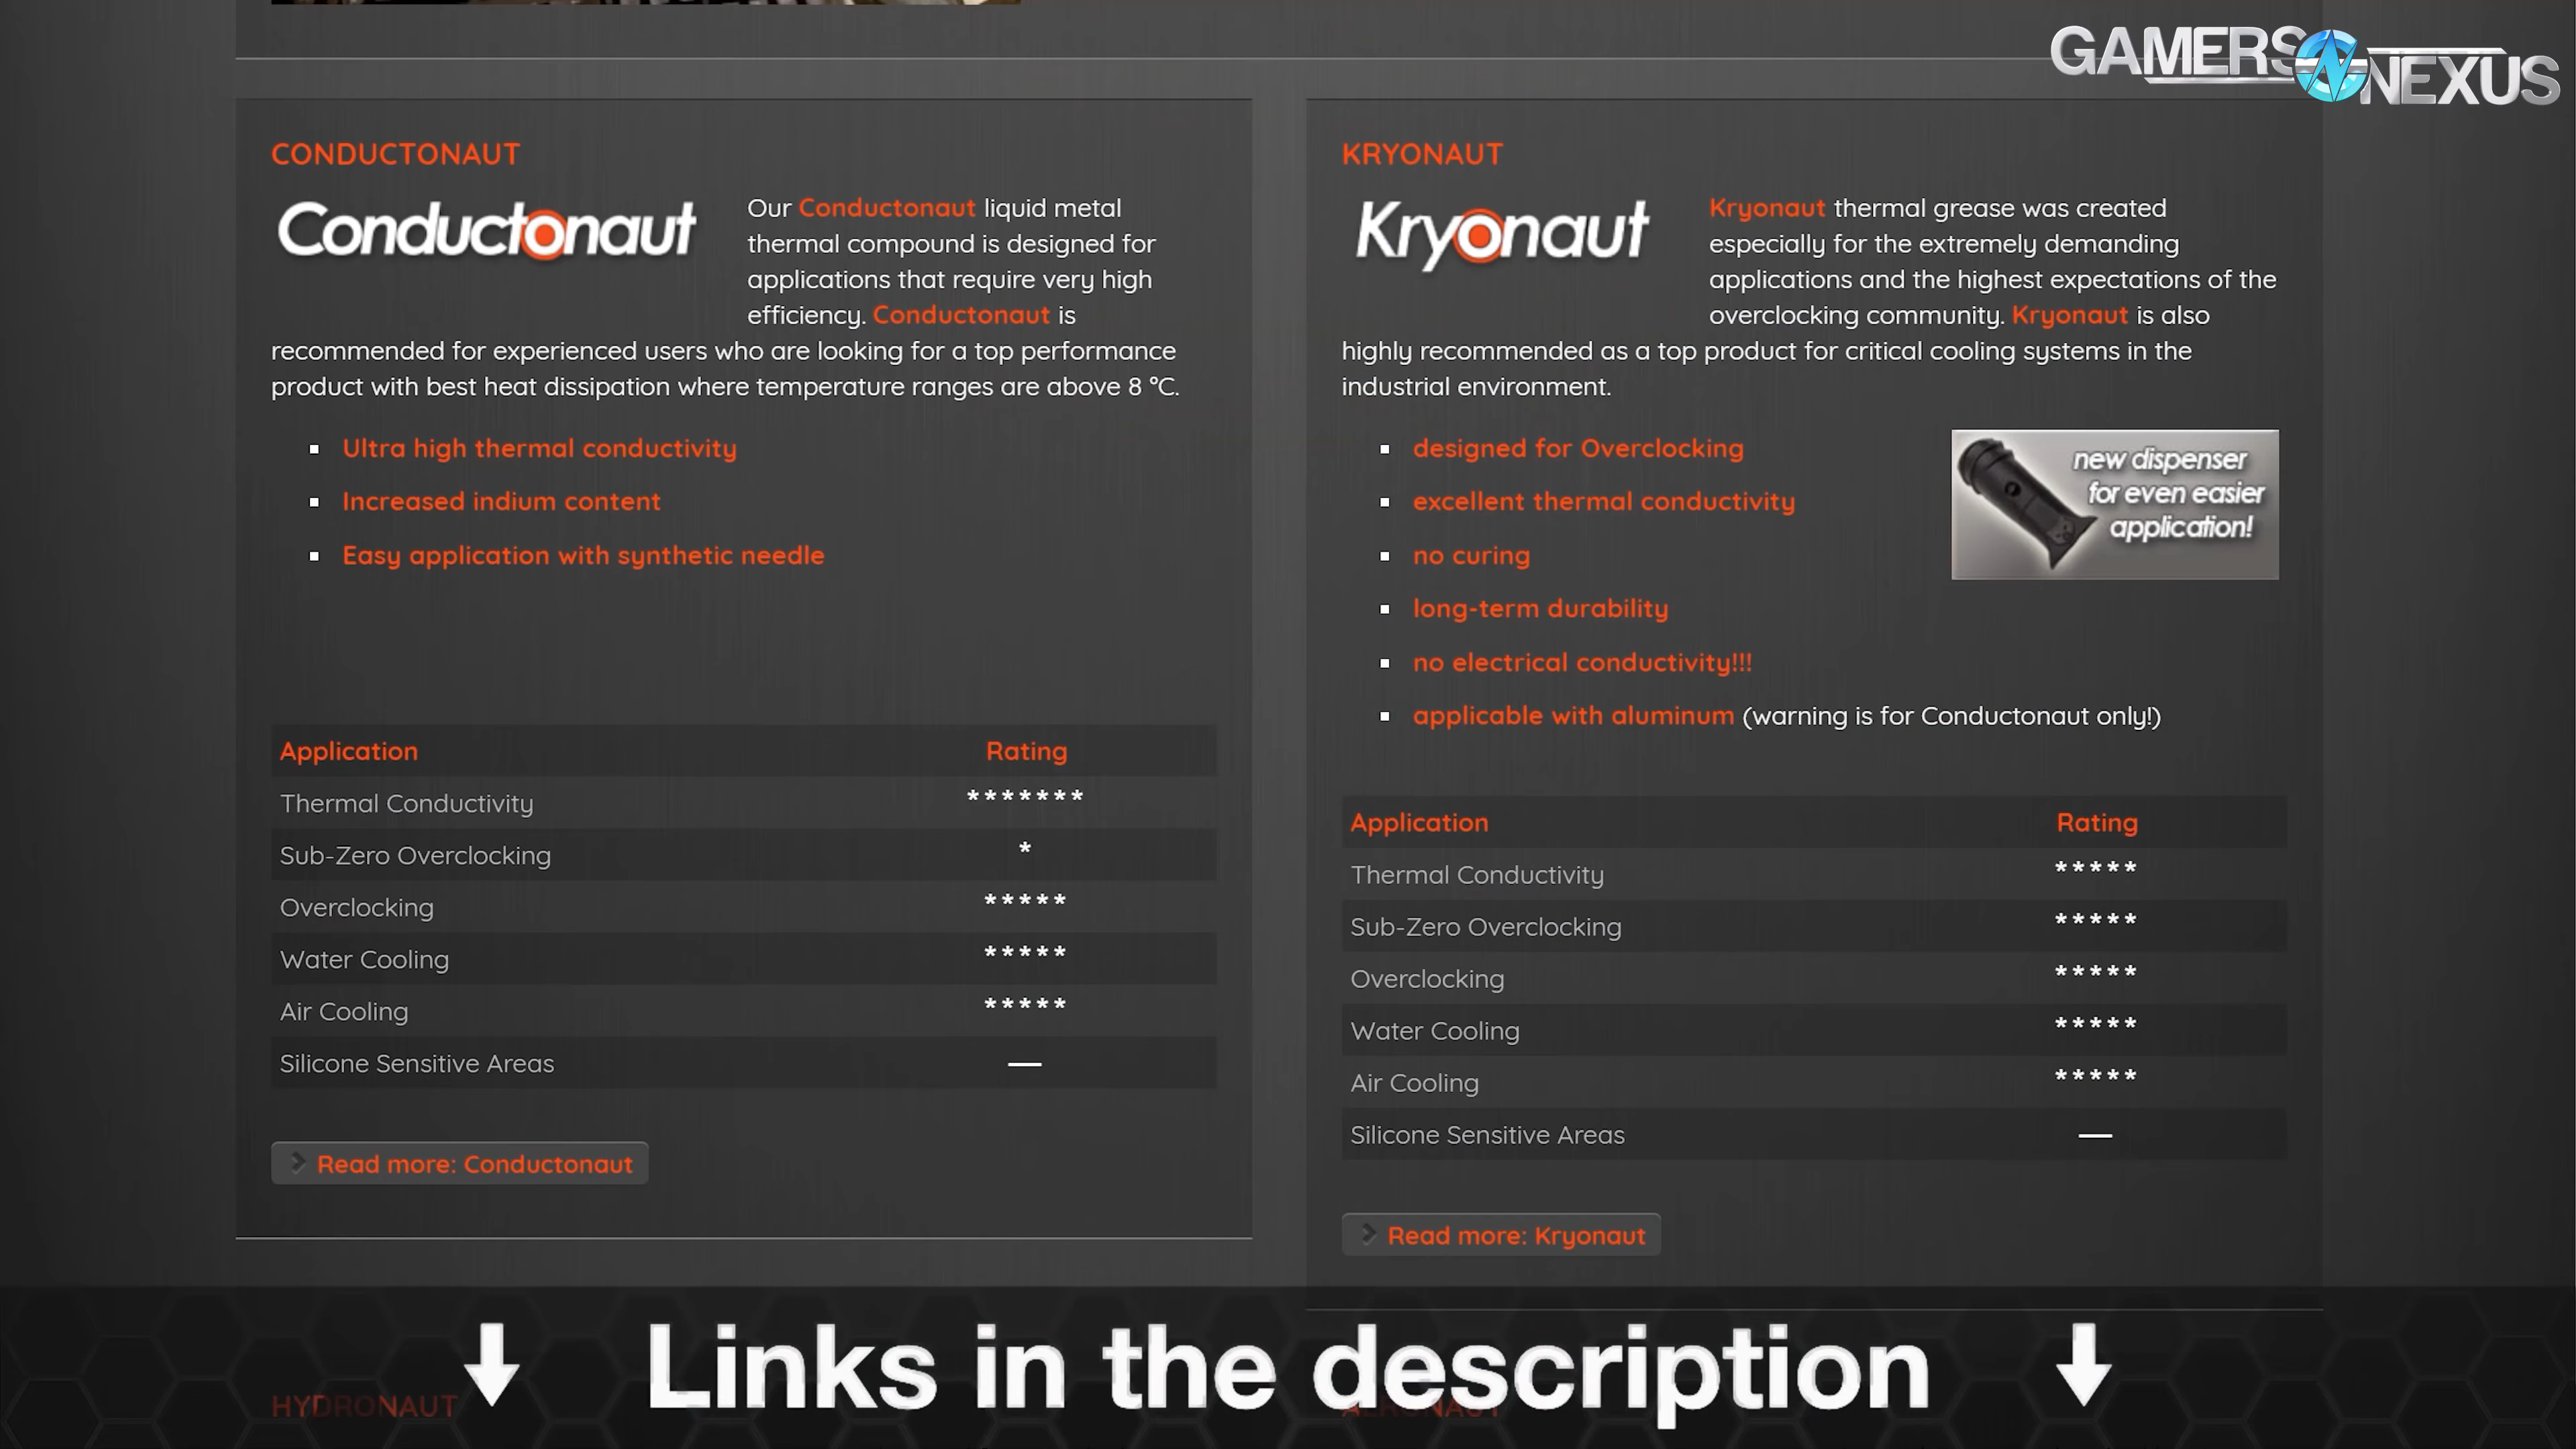 GAMERS NEXUS
CONDUCTONAUT
Conductonaut
Our Conductonaut liquid metal
thermal compound is designed for
applications that require very high
efficiency. Conductonaut is
recommended for experienced users who are looking for a top performance
product with best heat dissipation where temperature ranges are above 8 °C.
▪ Ultra high thermal conductivity
▪ Increased indium content
▪ Easy application with synthetic needle
Application Rating
Thermal Conductivity *******
Sub-Zero Overclocking *
Overclocking *****
Water Cooling *****
Air Cooling *****
Silicone Sensitive Areas —
Read more: Conductonaut
KRYONAUT
Kryonaut
Kryonaut thermal grease was created
especially for the extremely demanding
applications and the highest expectations of the
overclocking community. Kryonaut is also
highly recommended as a top product for critical cooling systems in the
industrial environment.
▪ designed for Overclocking
▪ excellent thermal conductivity
▪ no curing
▪ long-term durability
▪ no electrical conductivity!!!
▪ applicable with aluminum (warning is for Conductonaut only!)
new dispenser
for even easier
application!
Application Rating
Thermal Conductivity *****
Sub-Zero Overclocking *****
Overclocking *****
Water Cooling *****
Air Cooling *****
Silicone Sensitive Areas —
Read more: Kryonaut
Links in the description
HYDRONAUT